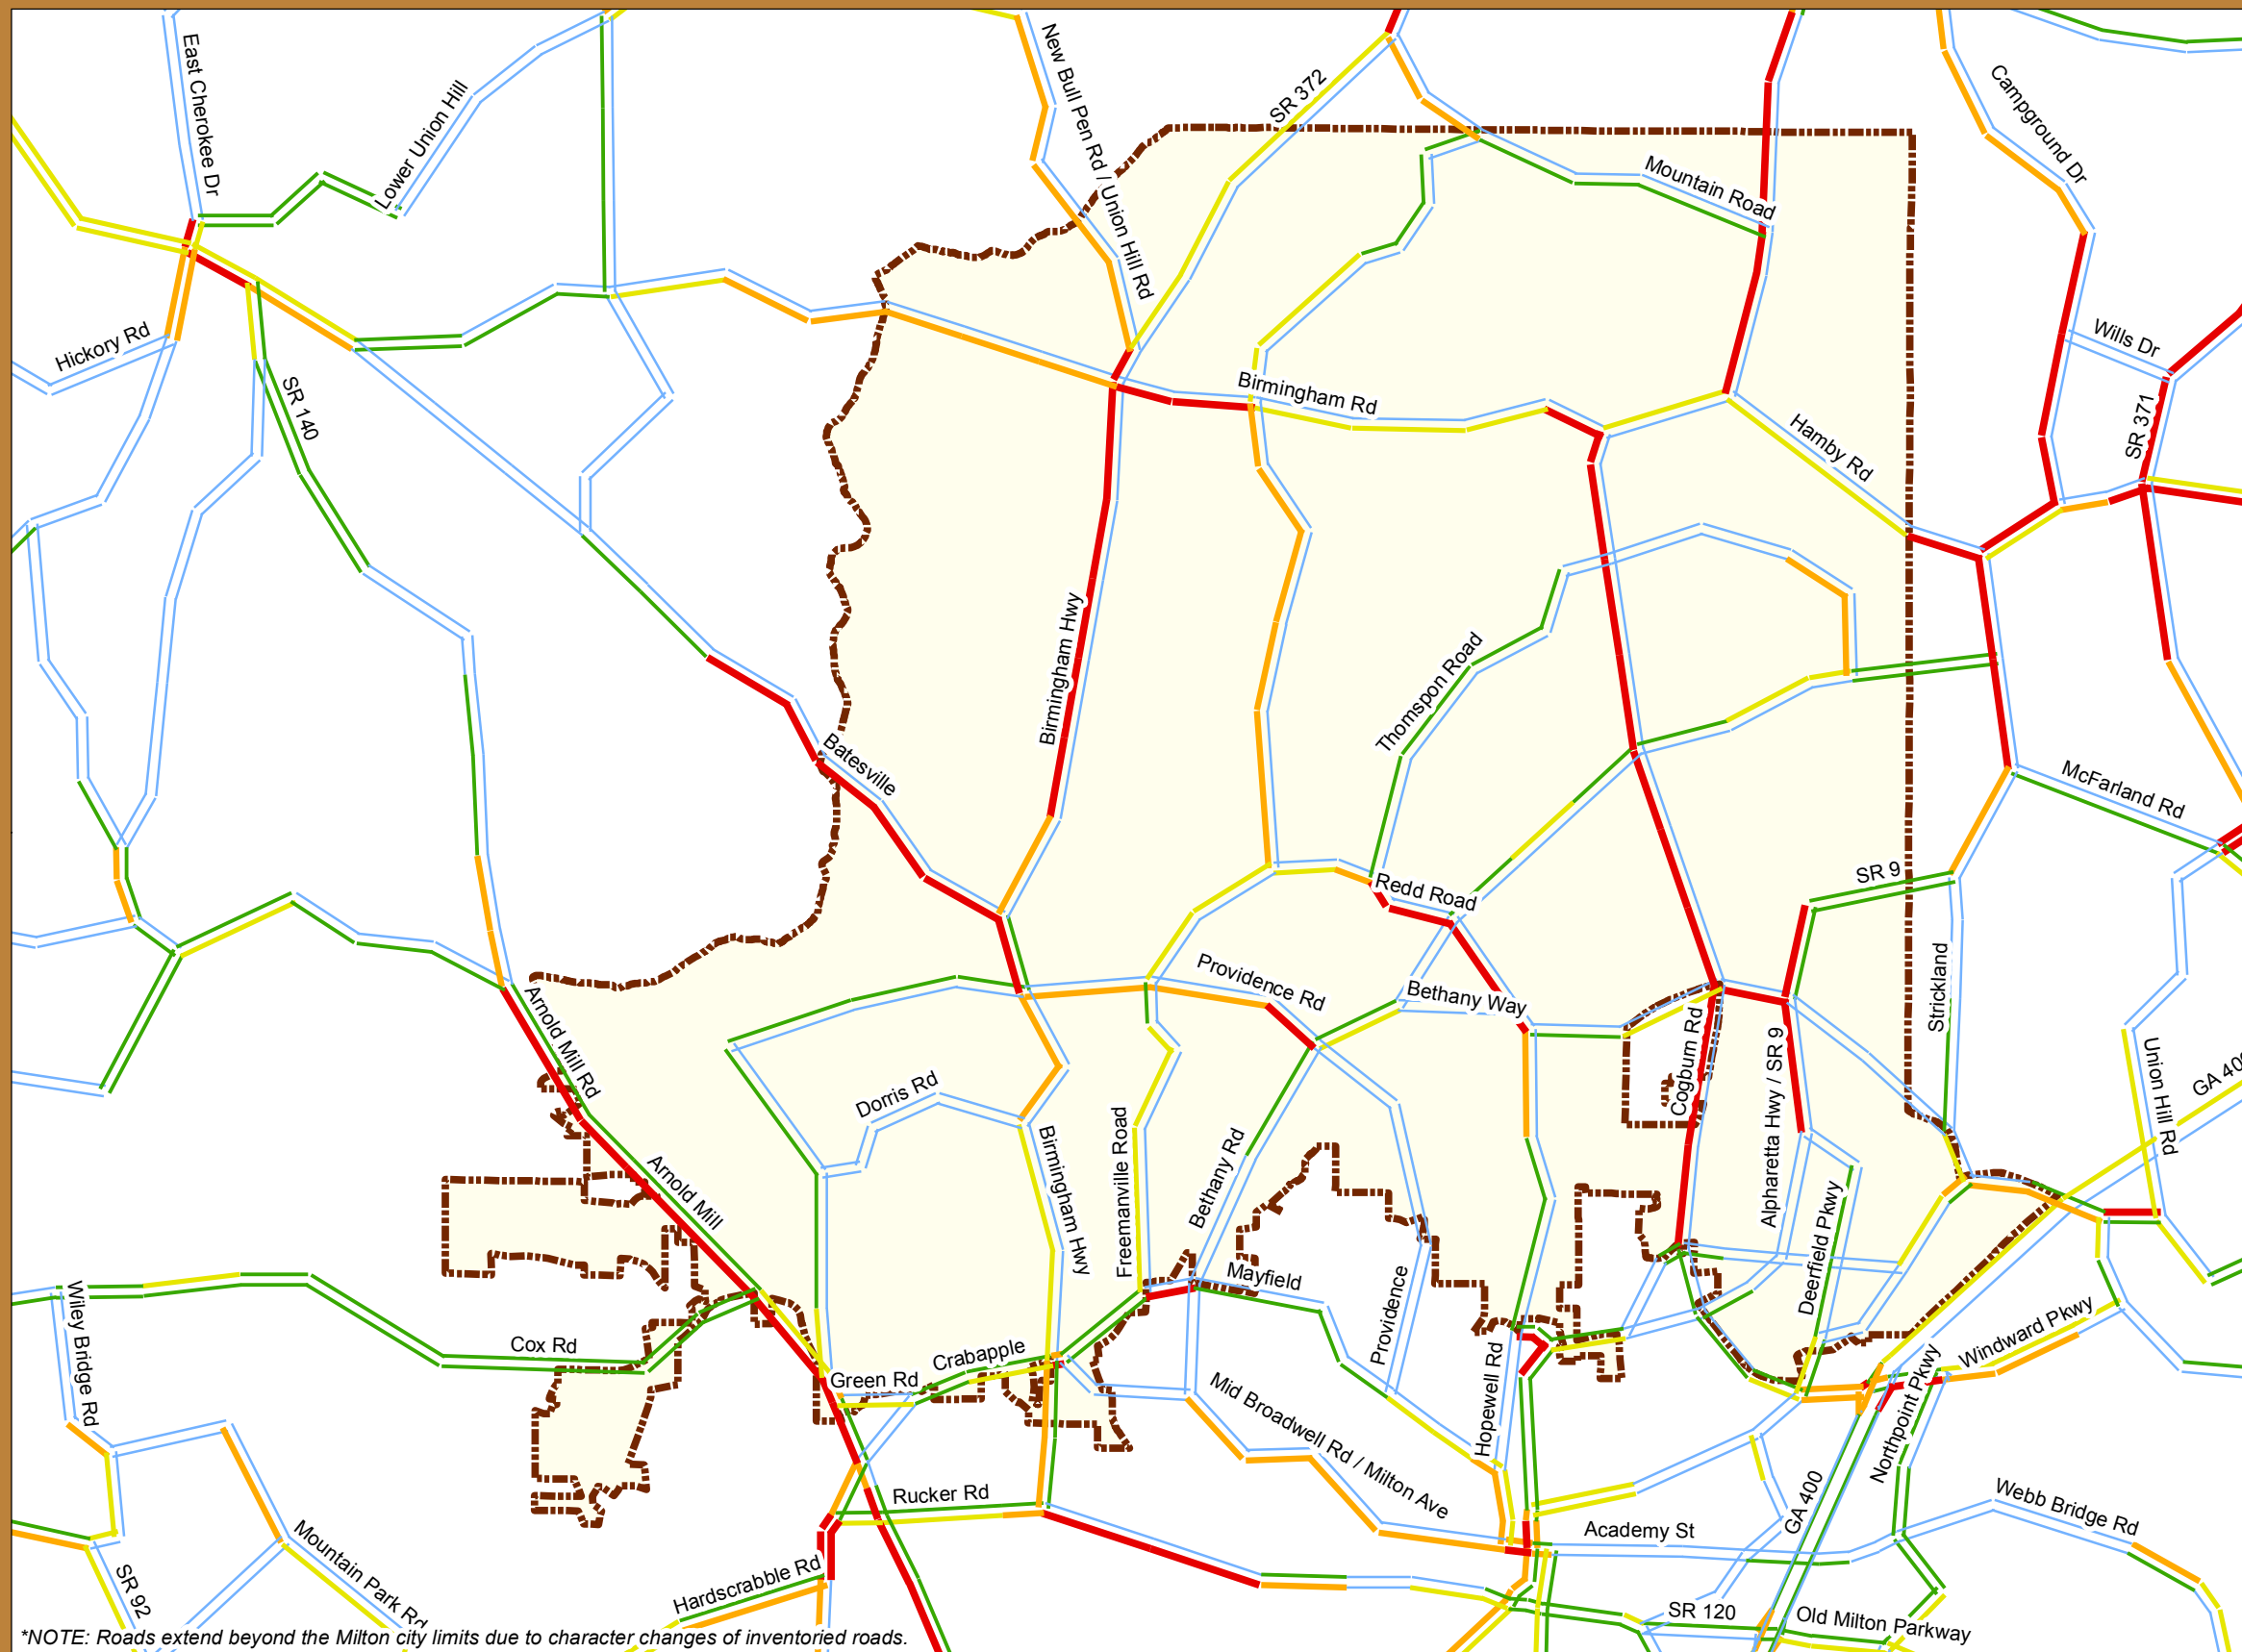 East Cherokee Dr
Lower Union Hill
New Bull Pen Rd / Union Hill Rd
SR 372
Mountain Road
Campground Dr
Hickory Rd
SR 140
Birmingham Rd
Hamby Rd
Wills Dr
SR 371
Birmingham Hwy
Thomspon Road
Batesville
McFarland Rd
SR 9
Redd Road
Providence Rd
Bethany Way
Strickland
Arnold Mill Rd
Cogburn Rd
Alpharetta Hwy / SR 9
Union Hill Rd
GA 400
Dorris Rd
Birmingham Hwy
Freemanville Road
Bethany Rd
Arnold Mill
Mayfield
Providence
Deerfield Pkwy
Wiley Bridge Rd
Cox Rd
Crabapple
Green Rd
Windward Pkwy
Mid Broadwell Rd / Milton Ave
Hopewell Rd
Northpoint Pkwy
GA 400
Rucker Rd
Academy St
Webb Bridge Rd
Mountain Park Rd
SR 92
Hardscrabble Rd
SR 120
Old Milton Parkway
*NOTE: Roads extend beyond the Milton city limits due to character changes of inventoried roads.